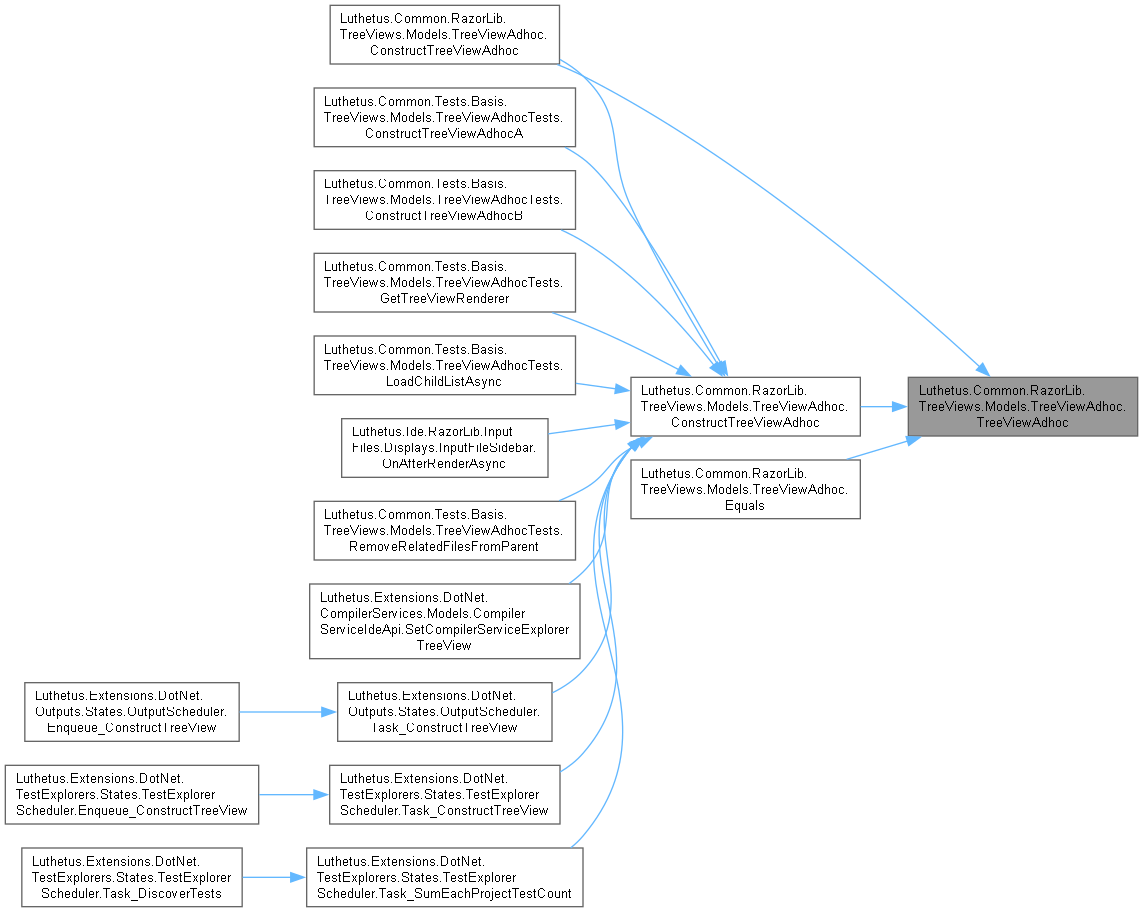 Luthetus.Common.RazorLib.
TreeViews.Models.TreeViewAdhoc.
ConstructTreeViewAdhoc
Luthetus.Common.Tests.Basis.
TreeViews.Models.TreeViewAdhocTests.
ConstructTreeViewAdhocA
Luthetus.Common.Tests.Basis.
TreeViews.Models.TreeViewAdhocTests.
ConstructTreeViewAdhocB
Luthetus.Common.Tests.Basis.
TreeViews.Models.TreeViewAdhocTests.
GetTreeViewRenderer
Luthetus.Common.Tests.Basis.
TreeViews.Models.TreeViewAdhocTests.
LoadChildListAsync
Luthetus.Common.RazorLib.
TreeViews.Models.TreeViewAdhoc.
ConstructTreeViewAdhoc
Luthetus.Common.RazorLib.
TreeViews.Models.TreeViewAdhoc.
TreeViewAdhoc
Luthetus.Ide.RazorLib.Input
Files.Displays.InputFileSidebar.
OnAfterRenderAsync
Luthetus.Common.RazorLib.
TreeViews.Models.TreeViewAdhoc.
Equals
Luthetus.Common.Tests.Basis.
TreeViews.Models.TreeViewAdhocTests.
RemoveRelatedFilesFromParent
Luthetus.Extensions.DotNet.
CompilerServices.Models.Compiler
ServiceIdeApi.SetCompilerServiceExplorer
TreeView
Luthetus.Extensions.DotNet.
Outputs.States.OutputScheduler.
Enqueue_ConstructTreeView
Luthetus.Extensions.DotNet.
Outputs.States.OutputScheduler.
Task_ConstructTreeView
Luthetus.Extensions.DotNet.
TestExplorers.States.TestExplorer
Scheduler.Enqueue_ConstructTreeView
Luthetus.Extensions.DotNet.
TestExplorers.States.TestExplorer
Scheduler.Task_ConstructTreeView
Luthetus.Extensions.DotNet.
TestExplorers.States.TestExplorer
Scheduler.Task_DiscoverTests
Luthetus.Extensions.DotNet.
TestExplorers.States.TestExplorer
Scheduler.Task_SumEachProjectTestCount